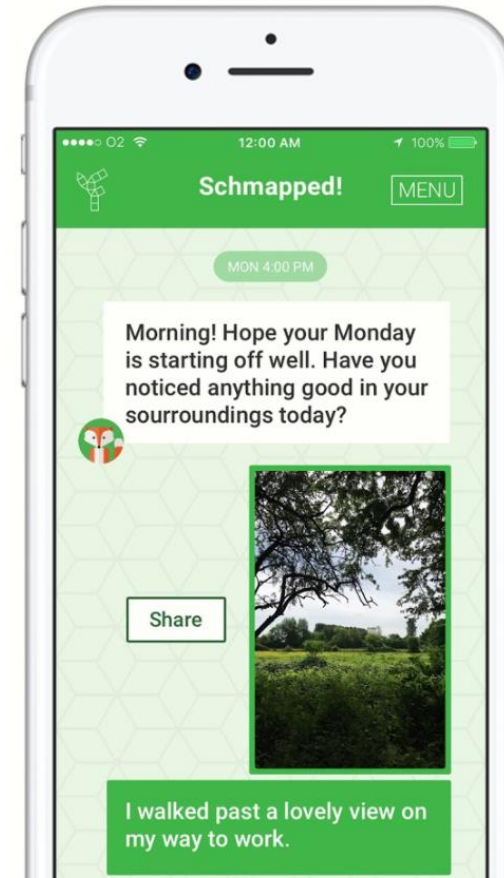 O2 12:00 AM 100%
Schmapped! MENU
MON 4:00 PM
Morning! Hope your Monday
is starting off well. Have you
noticed anything good in your
sourroundings today?
Share
I walked past a lovely view on
my way to work.